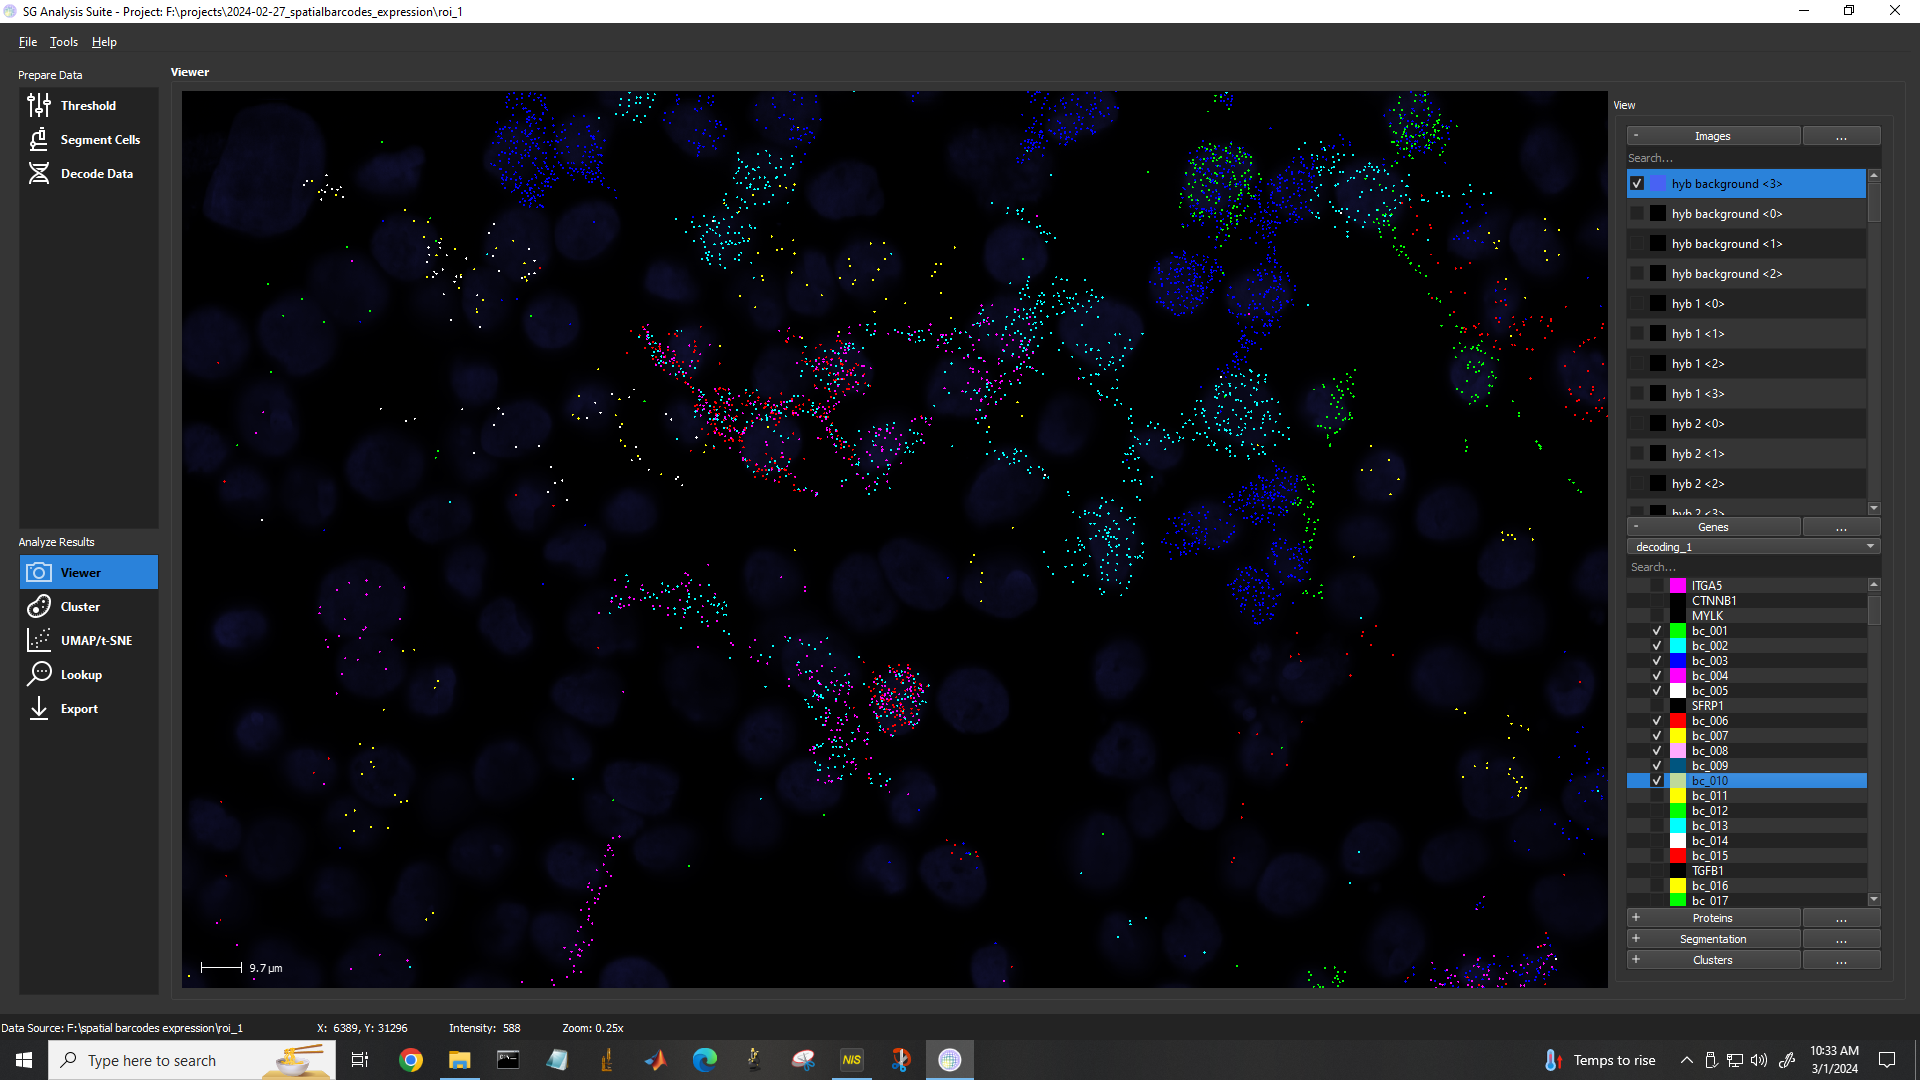 SG Analysis Suite - Project: F:\projects\2024-02-27_spatialbarcodes_expression\roi_1
File Tools Help
Prepare Data
Threshold
Segment Cells
Decode Data
Analyze Results
Viewer
Cluster
UMAP/t-SNE
Lookup
Export
Viewer
9.7 µm
View
- Images ...
Search...
hyb background <3>
hyb background <0>
hyb background <1>
hyb background <2>
hyb 1 <0>
hyb 1 <1>
hyb 1 <2>
hyb 1 <3>
hyb 2 <0>
hyb 2 <1>
hyb 2 <2>
hyb 2 <3>
- Genes ...
decoding_1
Search...
ITGA5
CTNNB1
MYLK
bc_001
bc_002
bc_003
bc_004
bc_005
SFRP1
bc_006
bc_007
bc_008
bc_009
bc_010
bc_011
bc_012
bc_013
bc_014
bc_015
TGFB1
bc_016
bc_017
+ Proteins ...
+ Segmentation ...
+ Clusters ...
Data Source: F:\spatial barcodes expression\roi_1 X: 6389, Y: 31296 Intensity: 588 Zoom: 0.25x
Type here to search
NIS
Temps to rise
10:33 AM
3/1/2024